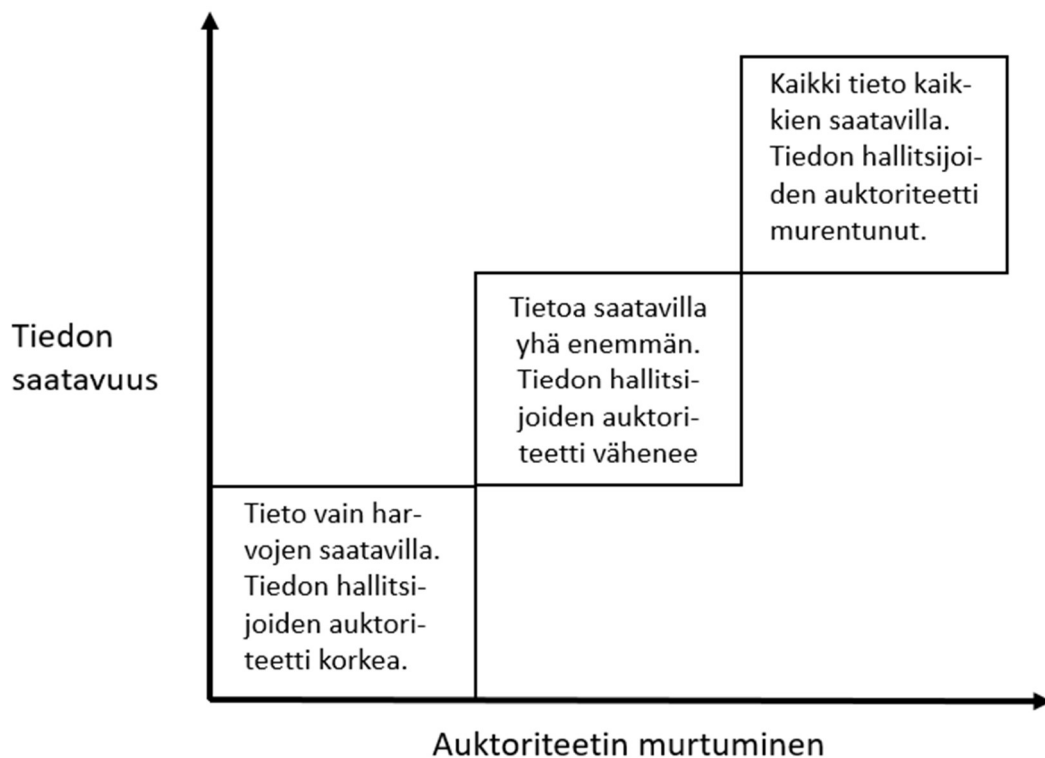 Kaikki tieto kaik-
kien saatavilla.
Tiedon hallitsijoi-
den auktoriteetti
murentunut.
Tietoa saatavilla
yhä enemmän.
Tiedon hallitsi-
joiden auktori-
teetti vähenee
Tiedon
saatavuus
Tieto vain har-
vojen saatavilla.
Tiedon hallitsi-
joiden auktori-
teetti korkea.
Auktoriteetin murtuminen